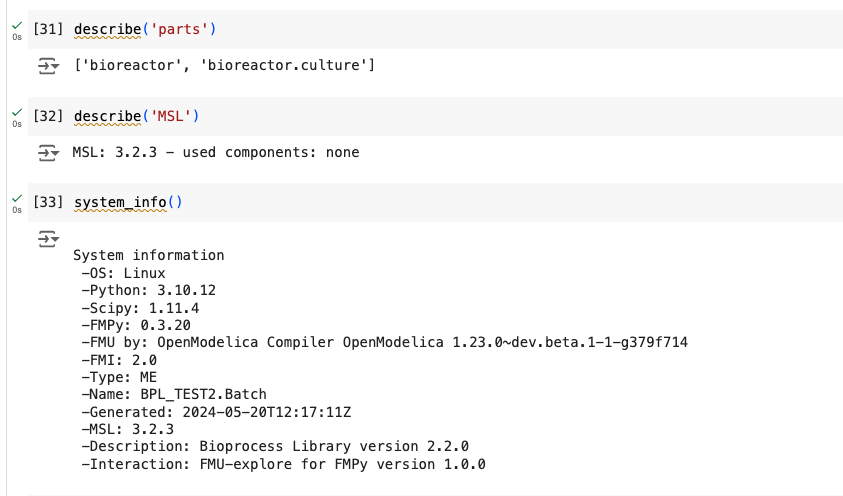 0s [31] describe('parts')
['bioreactor', 'bioreactor.culture']
0s [32] describe('MSL')
MSL: 3.2.3 – used components: none
0s [33] system_info()
System information
 –OS: Linux
 –Python: 3.10.12
 –Scipy: 1.11.4
 –FMPy: 0.3.20
 –FMU by: OpenModelica Compiler OpenModelica 1.23.0~dev.beta.1-1-g379f714
 –FMI: 2.0
 –Type: ME
 –Name: BPL_TEST2.Batch
 –Generated: 2024-05-20T12:17:11Z
 –MSL: 3.2.3
 –Description: Bioprocess Library version 2.2.0
 –Interaction: FMU-explore for FMPy version 1.0.0